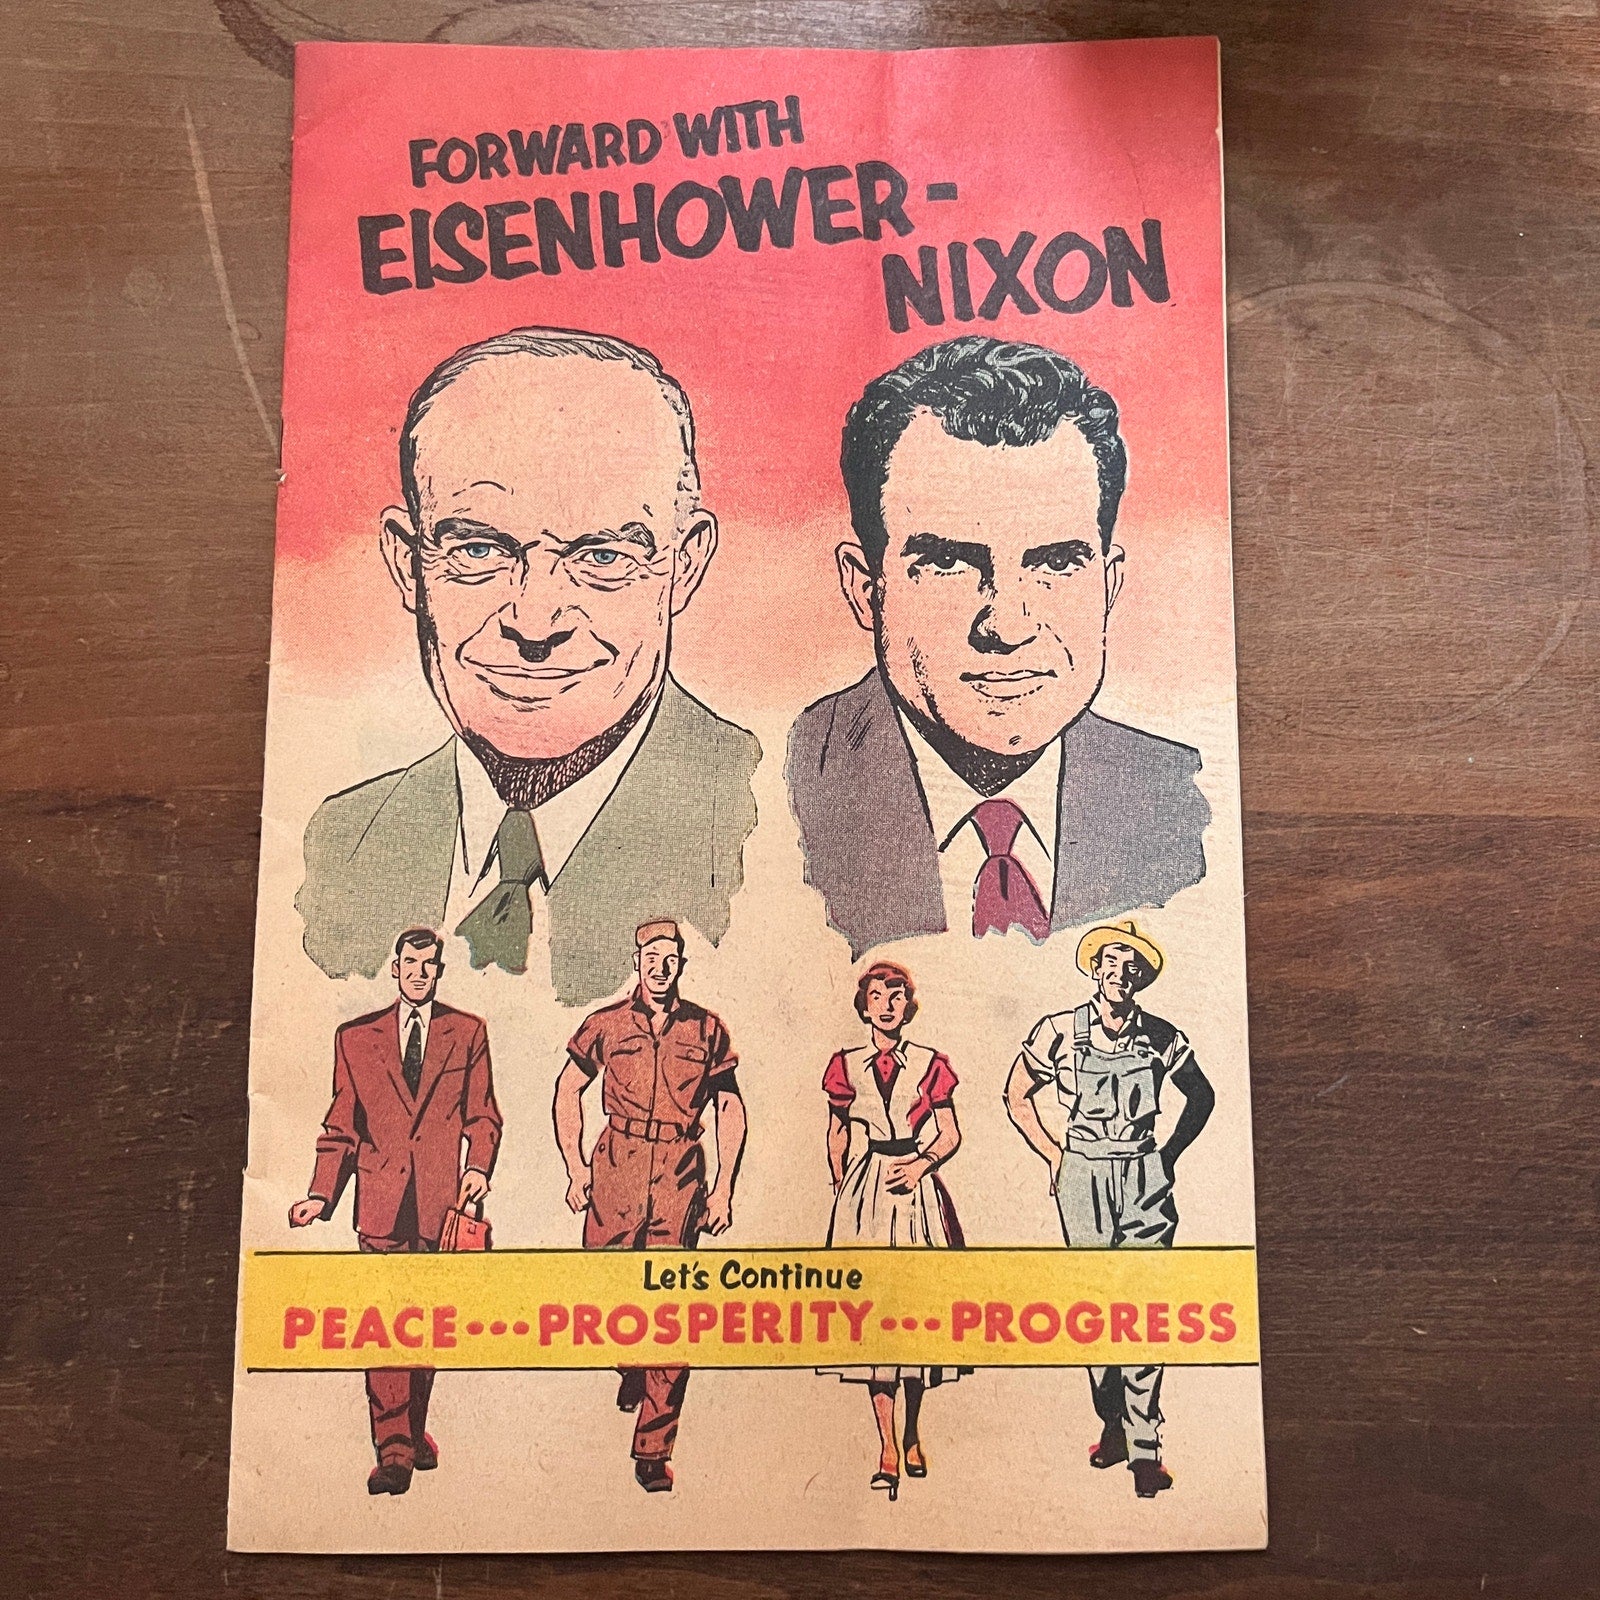 FORWARD WITH
EISENHOWER-
NIXON
Let's Continue
PEACE...PROSPERITY...PROGRESS